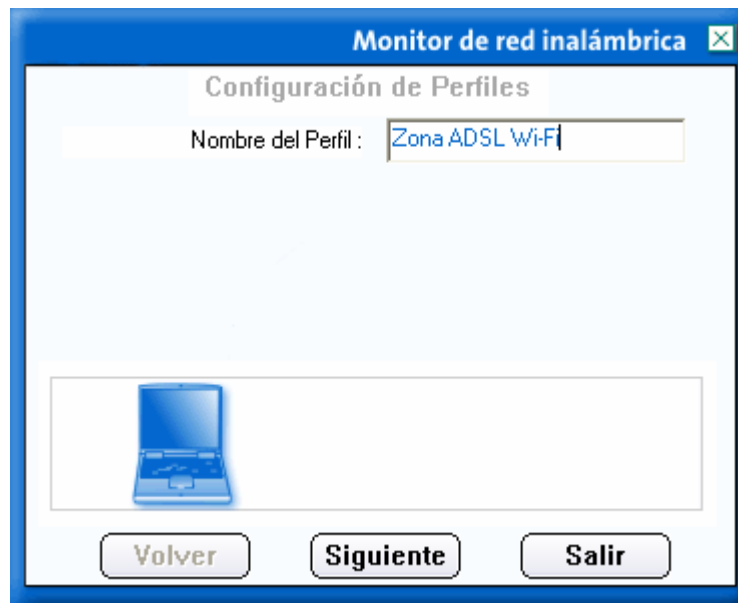 Monitor de red inalámbrica
Configuración de Perfiles
Nombre del Perfil : Zona ADSL Wi-Fi
Volver Siguiente Salir